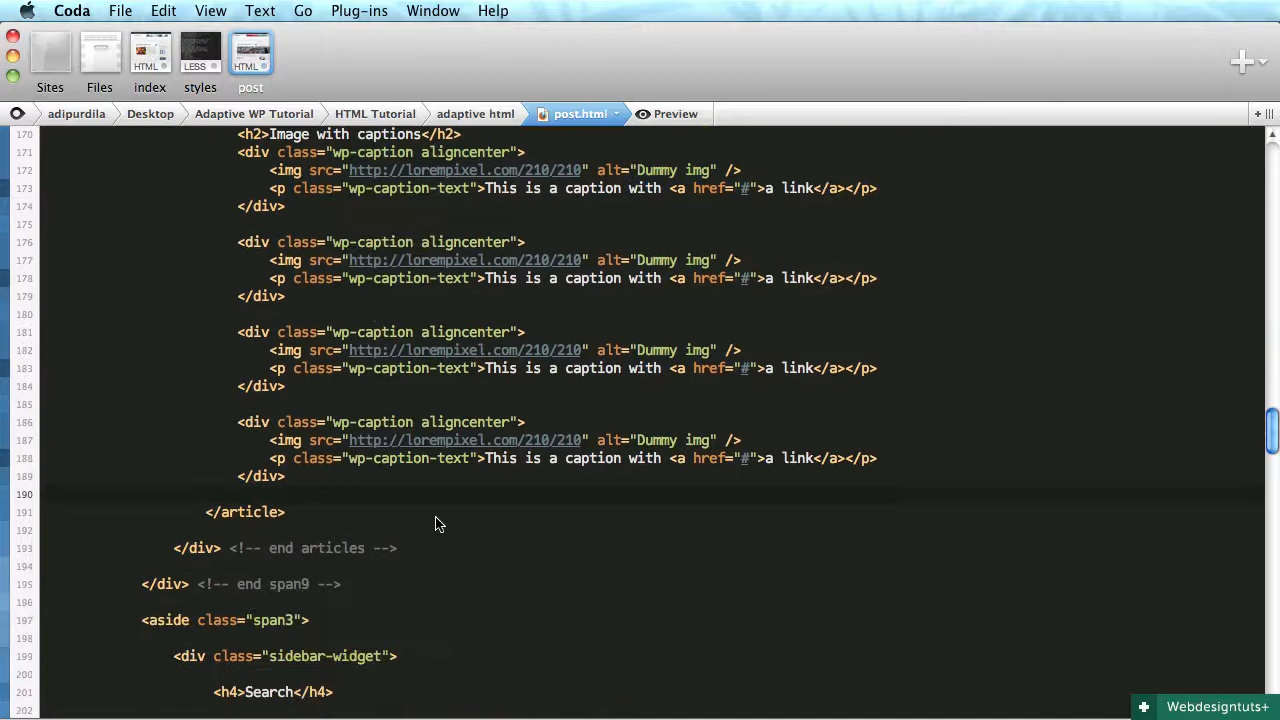 Coda File Edit View Text Go Plug-ins Window Help
HTML LESS HTML
Sites Files index styles post
adipurdila Desktop Adaptive WP Tutorial HTML Tutorial adaptive html post.html Preview
170 <h2>Image with captions</h2>
171 <div class="wp-caption aligncenter">
172 <img src="http://lorempixel.com/210/210" alt="Dummy img" />
173 <p class="wp-caption-text">This is a caption with <a href="#">a link</a></p>
174 </div>
175
176 <div class="wp-caption aligncenter">
177 <img src="http://lorempixel.com/210/210" alt="Dummy img" />
178 <p class="wp-caption-text">This is a caption with <a href="#">a link</a></p>
179 </div>
180
181 <div class="wp-caption aligncenter">
182 <img src="http://lorempixel.com/210/210" alt="Dummy img" />
183 <p class="wp-caption-text">This is a caption with <a href="#">a link</a></p>
184 </div>
185
186 <div class="wp-caption aligncenter">
187 <img src="http://lorempixel.com/210/210" alt="Dummy img" />
188 <p class="wp-caption-text">This is a caption with <a href="#">a link</a></p>
189 </div>
190
191 </article>
192
193 </div> <!-- end articles -->
194
195 </div> <!-- end span9 -->
196
197 <aside class="span3">
198
199 <div class="sidebar-widget">
200
201 <h4>Search</h4>
202
Webdesigntuts+